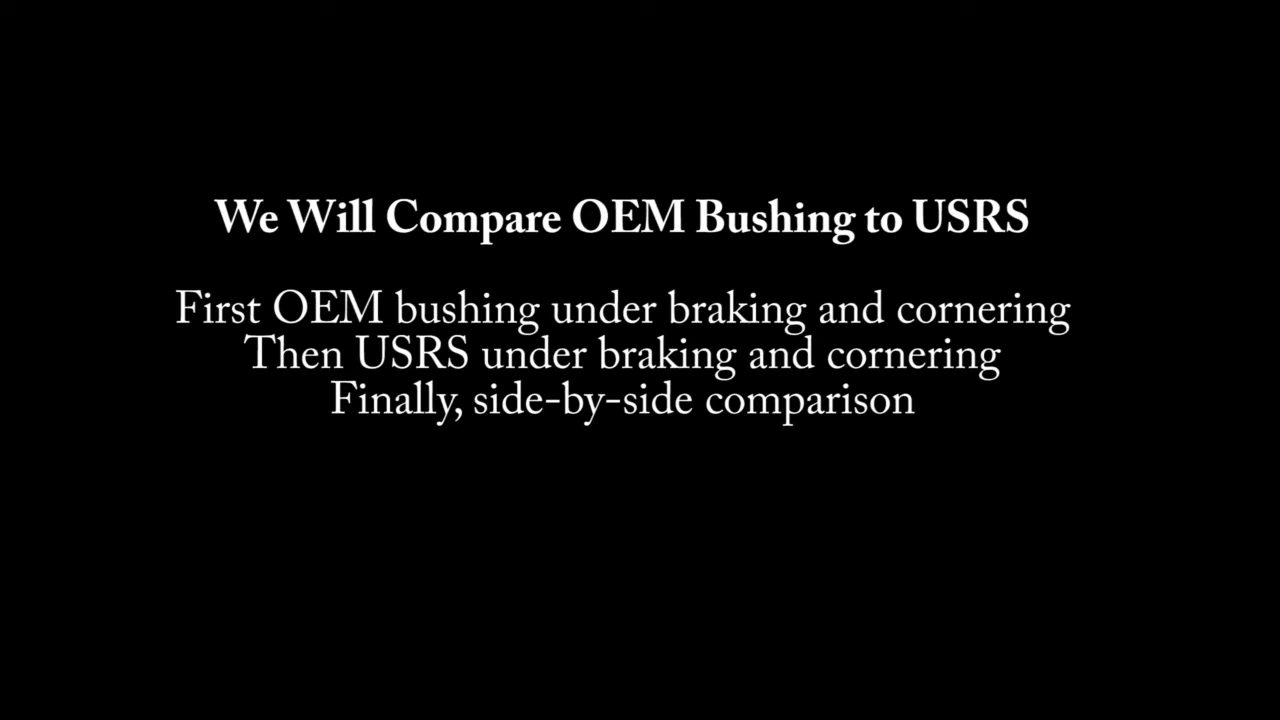 We Will Compare OEM Bushing to USRS
First OEM bushing under braking and cornering
Then USRS under braking and cornering
Finally, side-by-side comparison